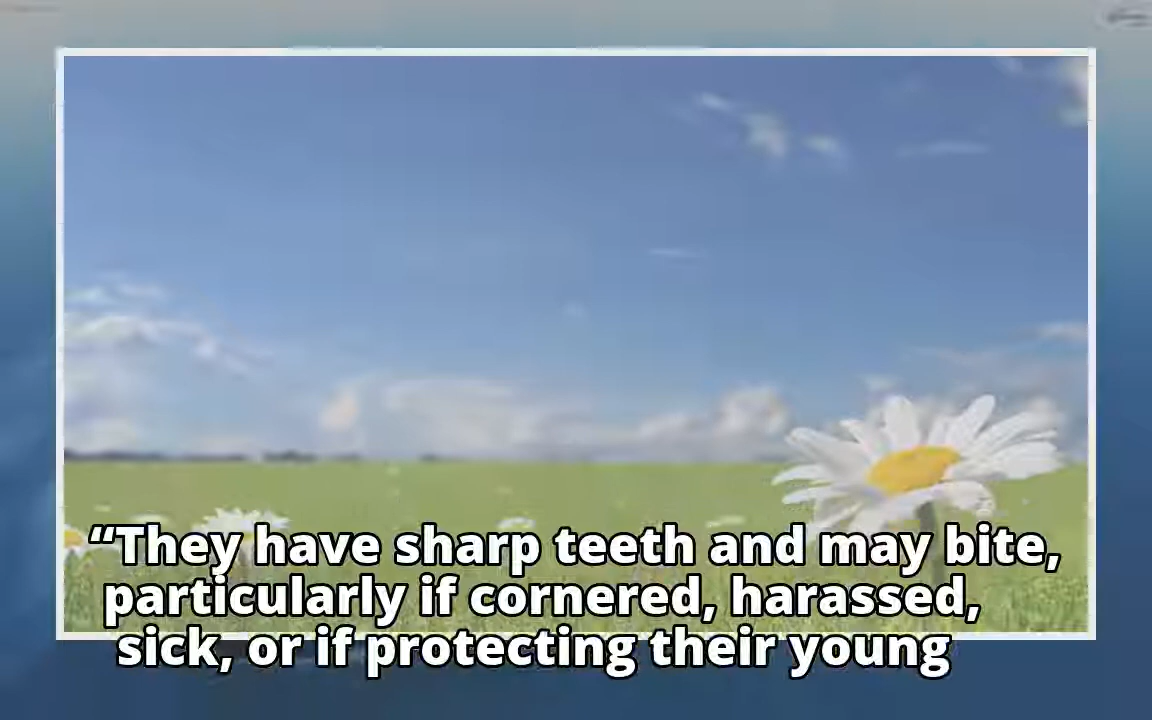 “They have sharp teeth and may bite,
particularly if cornered, harassed,
sick, or if protecting their young